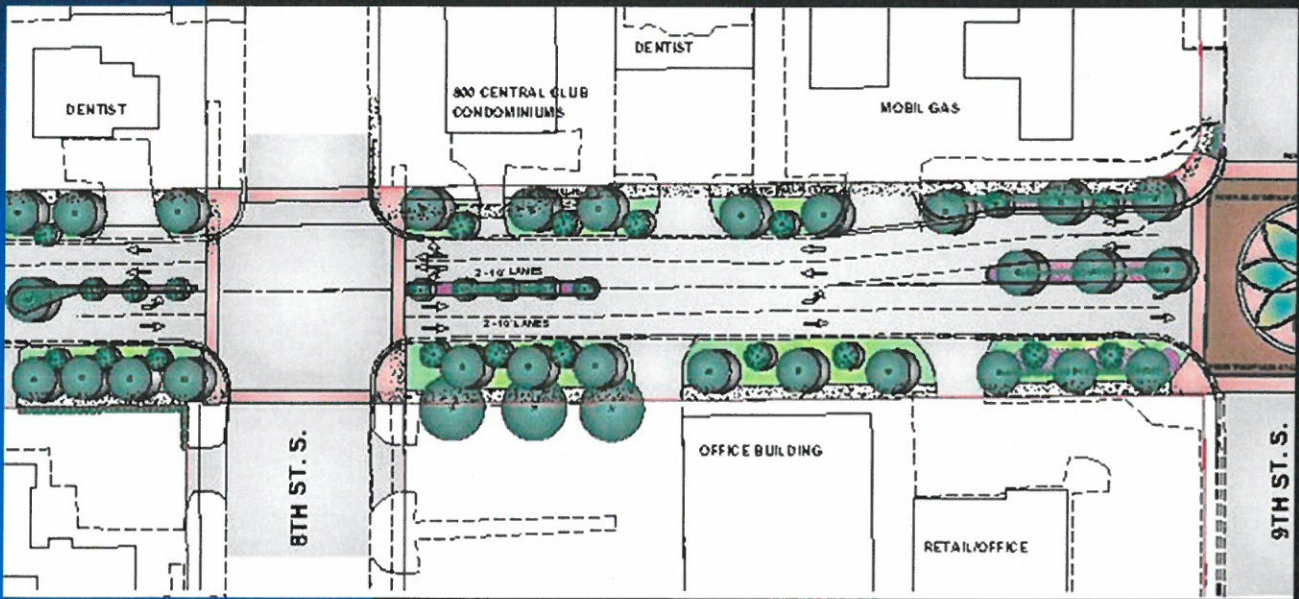 DENTIST
800 CENTRAL CLUB
CONDOMINIUMS
DENTIST
MOBIL GAS
2-10' LANES
2-10' LANES
8TH ST. S.
OFFICE BUILDING
RETAIL/OFFICE
9TH ST. S.